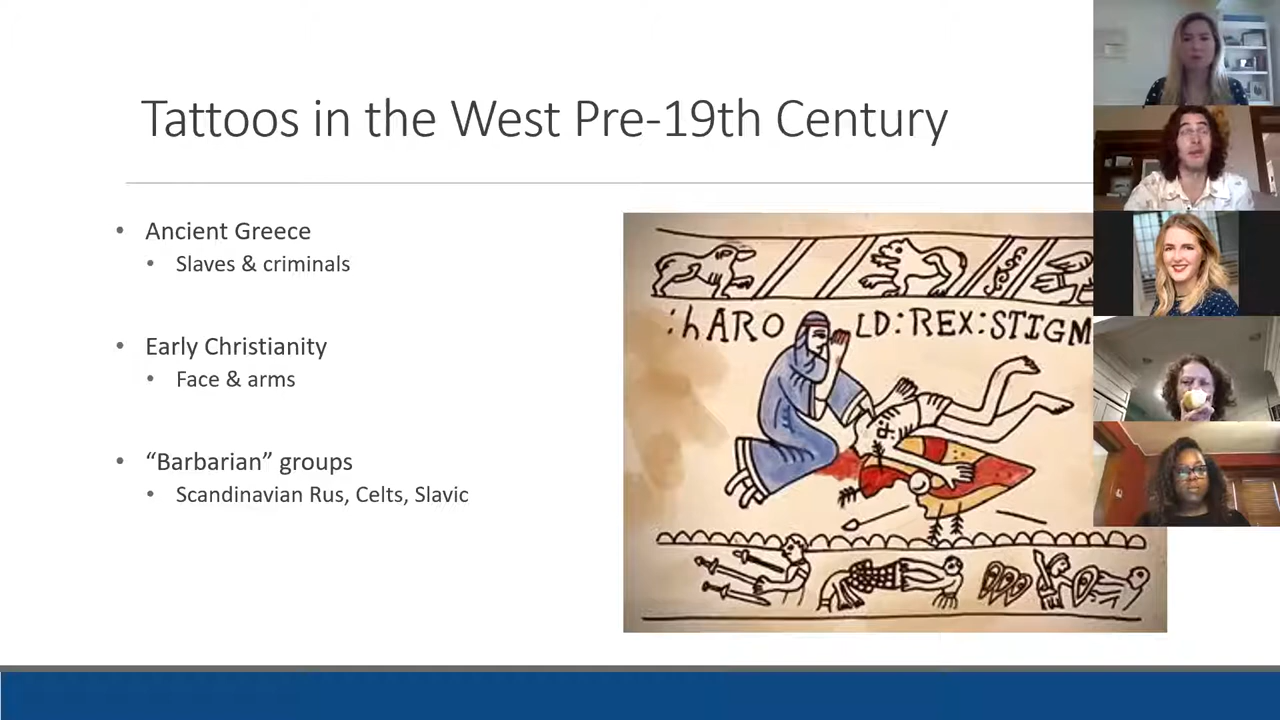 Tattoos in the West Pre-19th Century
• Ancient Greece
• Slaves & criminals
• Early Christianity
• Face & arms
• “Barbarian” groups
• Scandinavian Rus, Celts, Slavic
:hARO LD:REX:STIGM